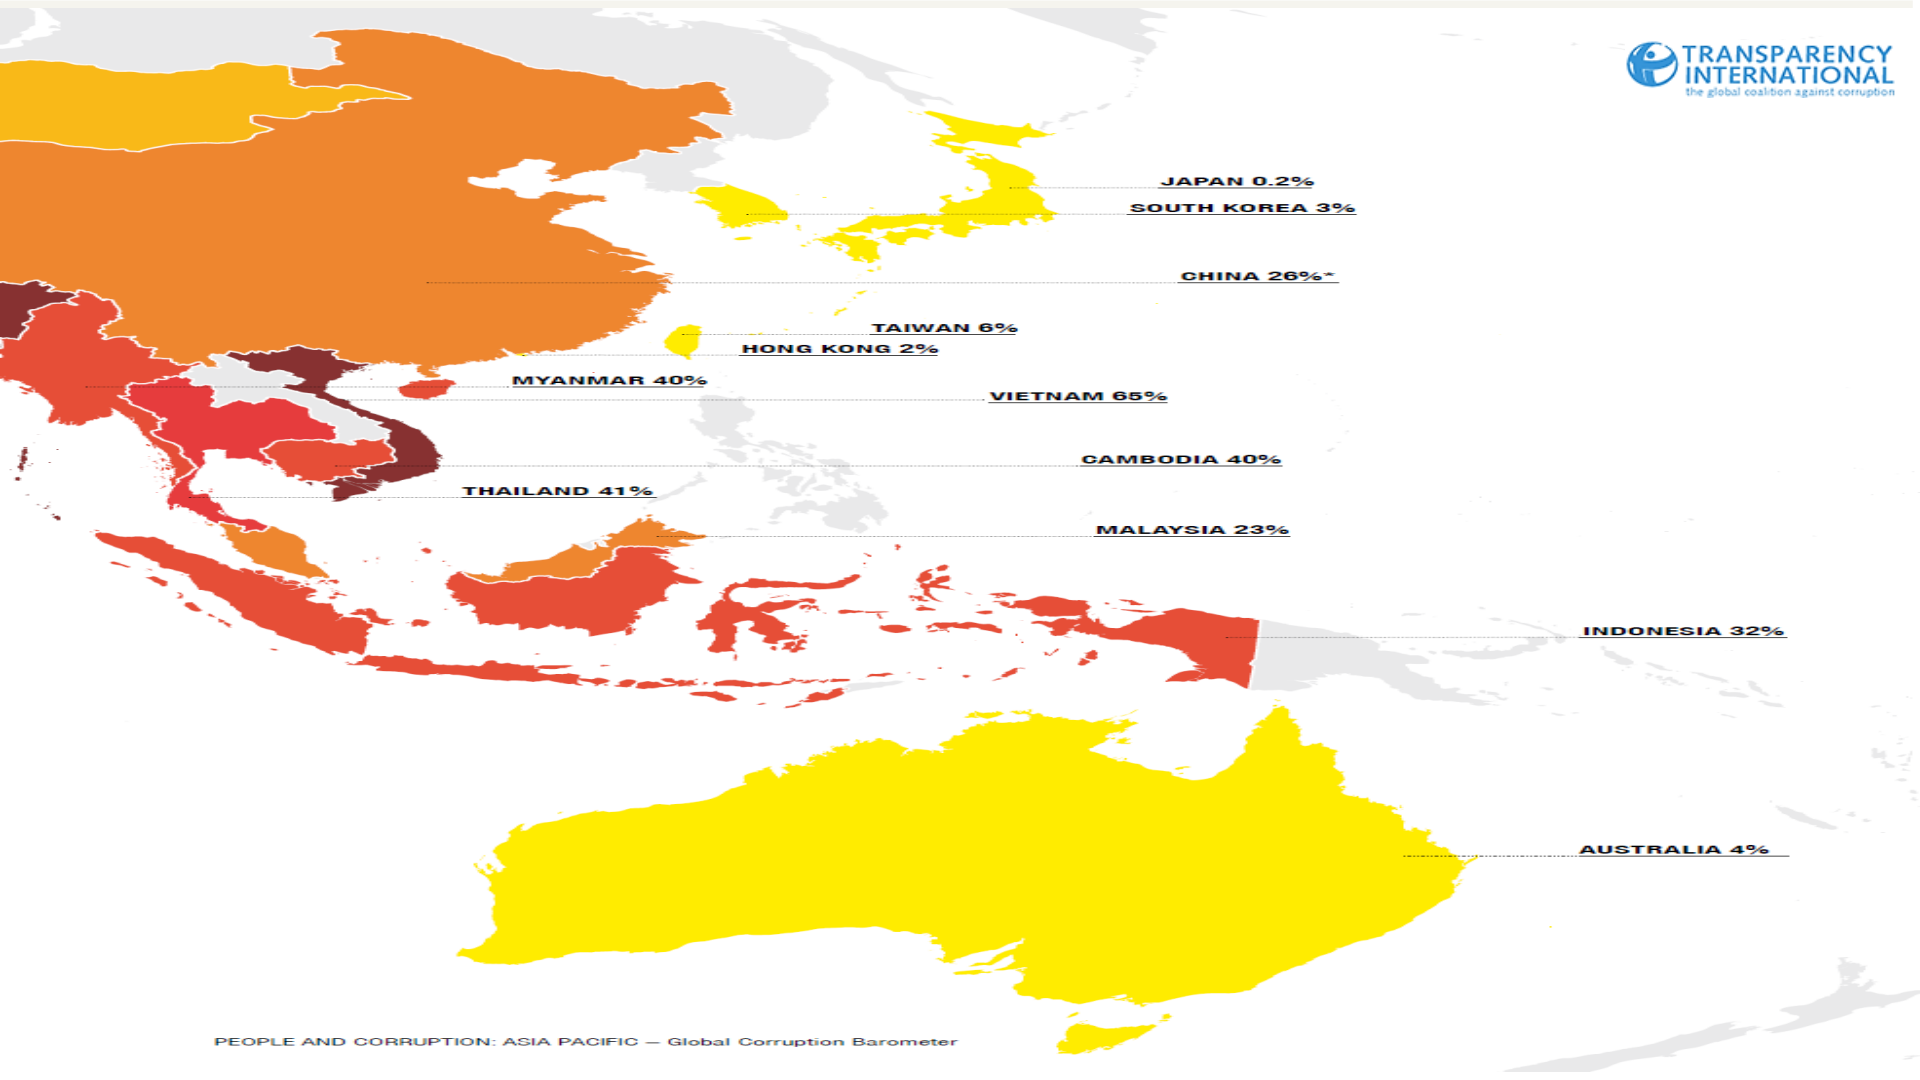 TRANSPARENCY
INTERNATIONAL
the global coalition against corruption
JAPAN 0.2%
SOUTH KOREA 3%
CHINA 26%*
TAIWAN 6%
HONG KONG 2%
MYANMAR 40%
VIETNAM 65%
CAMBODIA 40%
THAILAND 41%
MALAYSIA 23%
INDONESIA 32%
AUSTRALIA 4%
PEOPLE AND CORRUPTION: ASIA PACIFIC — Global Corruption Barometer